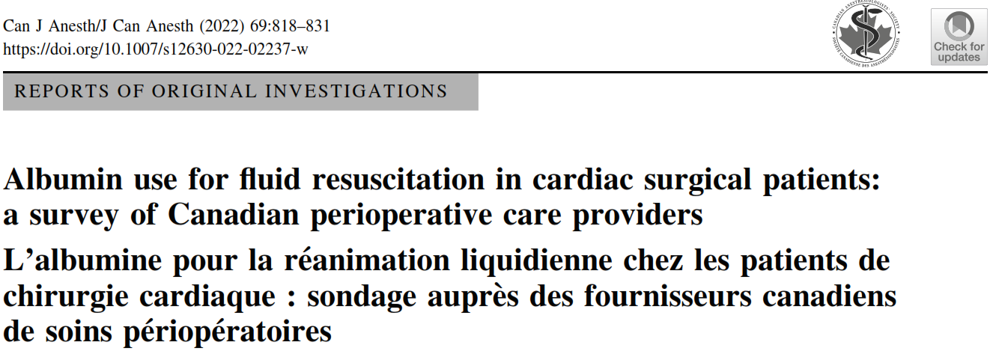 Can J Anesth/J Can Anesth (2022) 69:818–831
https://doi.org/10.1007/s12630-022-02237-w
CANADIAN ANESTHESIOLOGISTS' SOCIETY
SOCIÉTÉ CANADIENNE DES ANESTHÉSIOLOGISTES
Check for
updates
REPORTS OF ORIGINAL INVESTIGATIONS
Albumin use for fluid resuscitation in cardiac surgical patients:
a survey of Canadian perioperative care providers
L’albumine pour la réanimation liquidienne chez les patients de
chirurgie cardiaque : sondage auprès des fournisseurs canadiens
de soins périopératoires